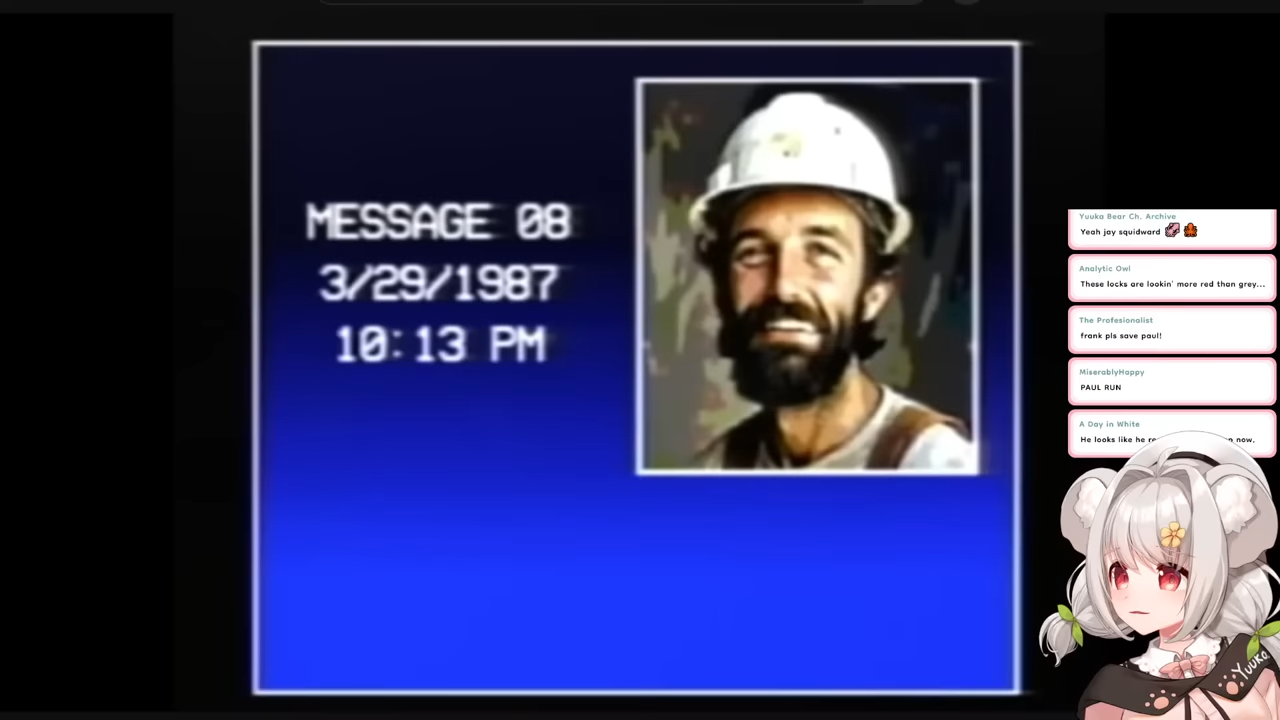 MESSAGE 08
3/29/1987
10:13 PM
Yuuka Bear Ch. Archive
Yeah jay squidward
Analytic Owl
These locks are lookin' more red than grey...
The Profesionalist
frank pls save paul!
MiserablyHappy
PAUL RUN
A Day in White
He looks like he now,
Yuuka